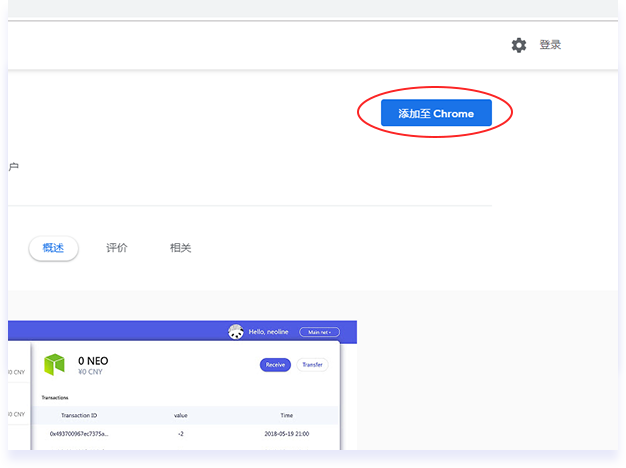 登录
添加至 Chrome
户
概述 评价 相关
Hello, neoline Main net
0 NEO
¥0 CNY
Receive Transfer
0 CNY
Transactions
Transaction ID value Time
0 CNY
0x493700967ec7375a... -2 2018-05-19 21:00